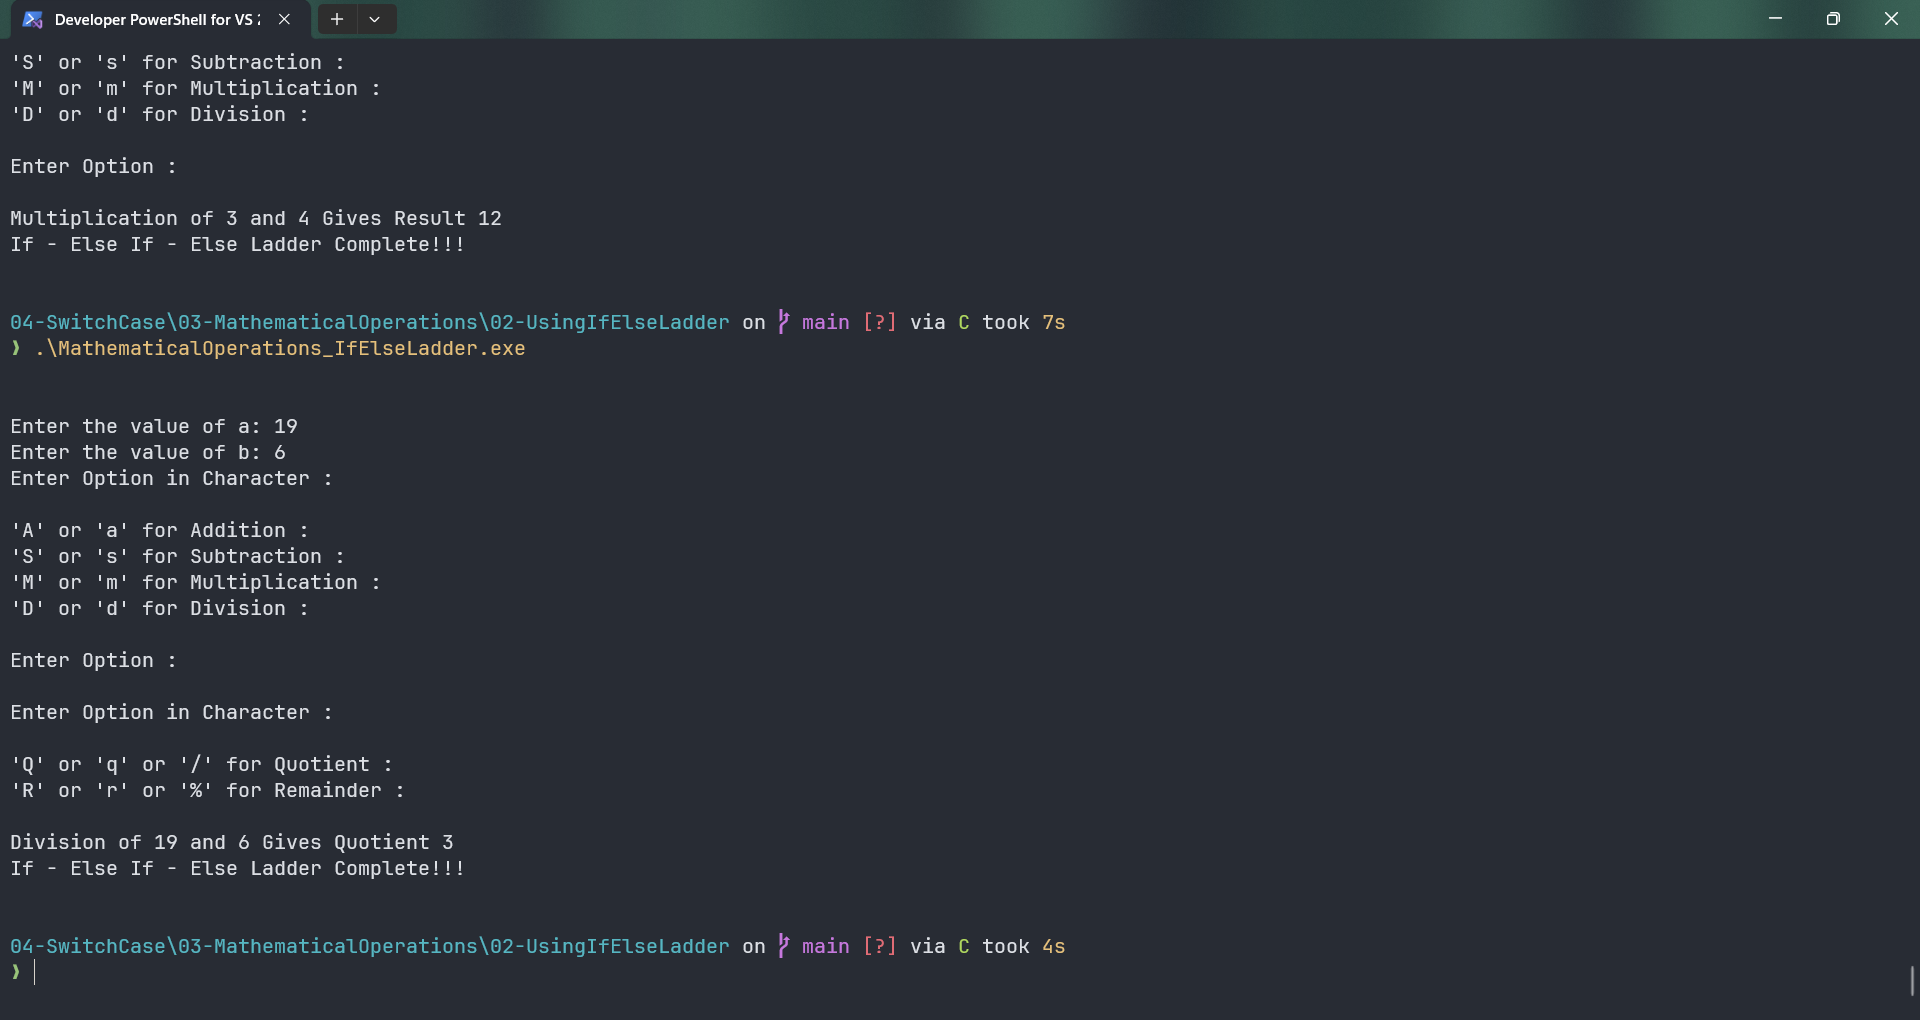 Developer PowerShell for VS
'S' or 's' for Subtraction :
'M' or 'm' for Multiplication :
'D' or 'd' for Division :
Enter Option :
Multiplication of 3 and 4 Gives Result 12
If - Else If - Else Ladder Complete!!!
04-SwitchCase\03-MathematicalOperations\02-UsingIfElseLadder on main [?] via C took 7s
❯ .\MathematicalOperations_IfElseLadder.exe
Enter the value of a: 19
Enter the value of b: 6
Enter Option in Character :
'A' or 'a' for Addition :
'S' or 's' for Subtraction :
'M' or 'm' for Multiplication :
'D' or 'd' for Division :
Enter Option :
Enter Option in Character :
'Q' or 'q' or '/' for Quotient :
'R' or 'r' or '%' for Remainder :
Division of 19 and 6 Gives Quotient 3
If - Else If - Else Ladder Complete!!!
04-SwitchCase\03-MathematicalOperations\02-UsingIfElseLadder on main [?] via C took 4s
❯